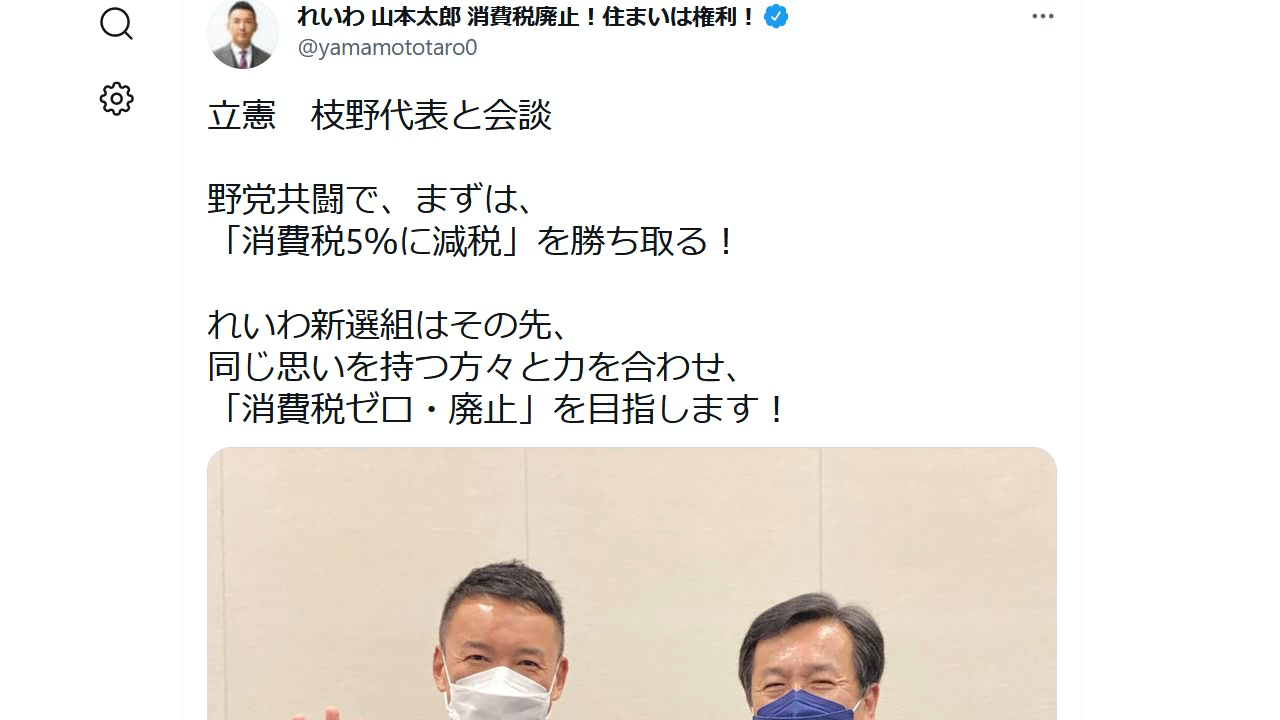 れいわ 山本太郎 消費税廃止！住まいは権利！
@yamamototaro0
立憲　枝野代表と会談
野党共闘で、まずは、
「消費税5%に減税」を勝ち取る！
れいわ新選組はその先、
同じ思いを持つ方々と力を合わせ、
「消費税ゼロ・廃止」を目指します！